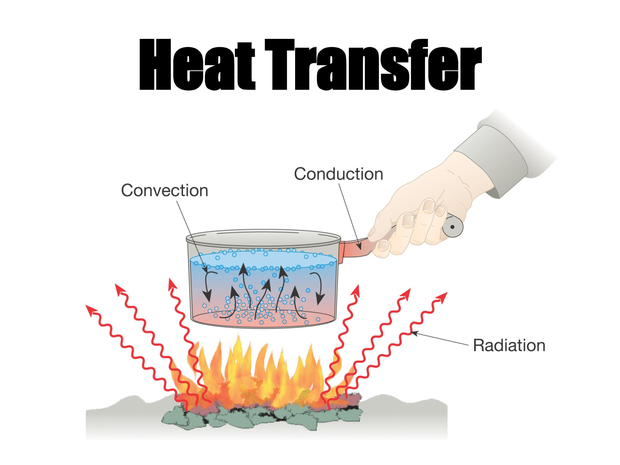 Heat Transfer
Conduction
Convection
Radiation